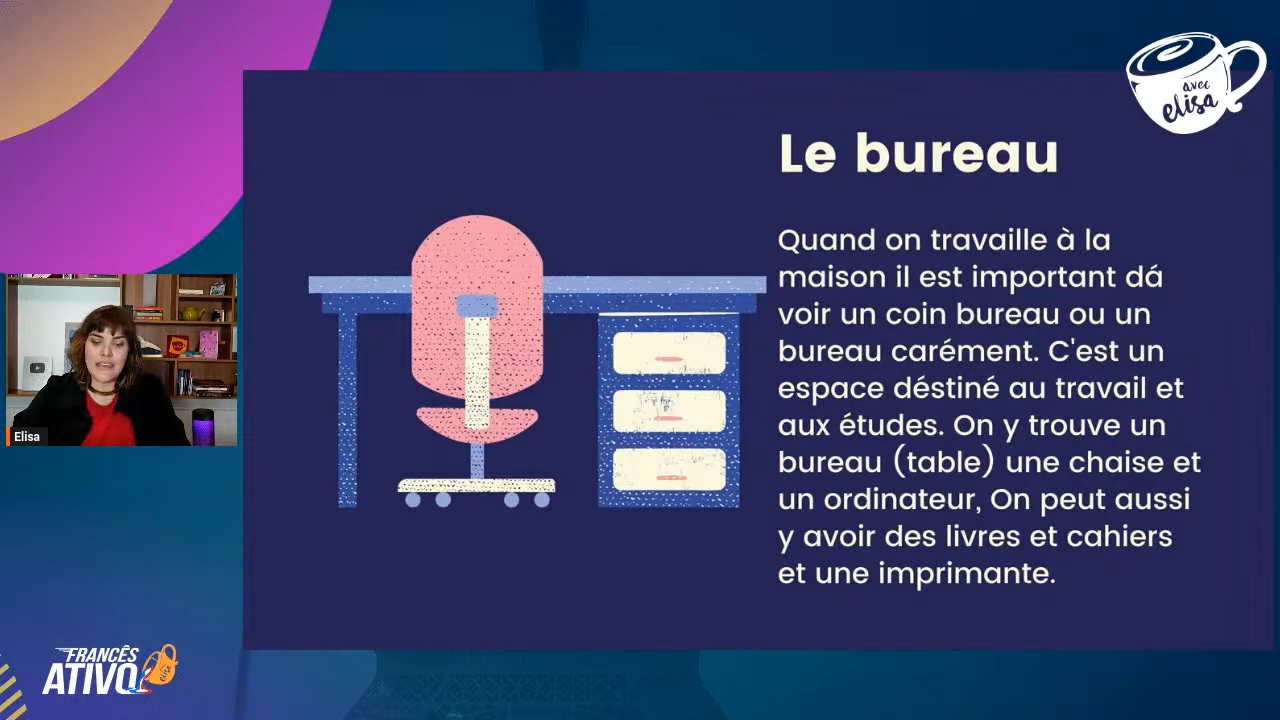 avec
elisa
Le bureau
Quand on travaille à la
maison il est important dá
voir un coin bureau ou un
bureau carément. C'est un
espace déstiné au travail et
aux études. On y trouve un
bureau (table) une chaise et
un ordinateur, On peut aussi
y avoir des livres et cahiers
et une imprimante.
Elisa
FRANCÊS
ATIVO
elisa